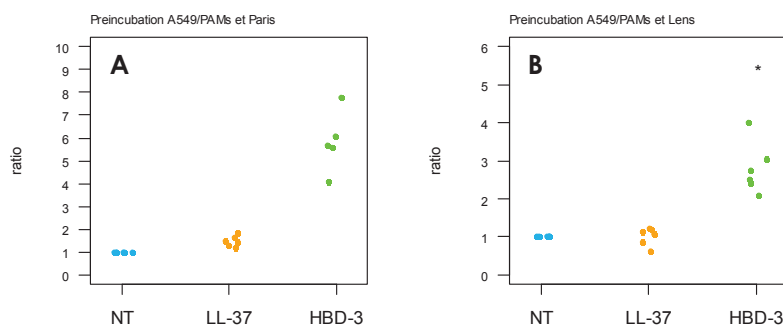 Preincubation A549/PAMs et Paris
A
ratio
10
9
8
7
6
5
4
3
2
1
0
NT LL-37 HBD-3
Preincubation A549/PAMs et Lens
B
*
ratio
6
5
4
3
2
1
0
NT LL-37 HBD-3